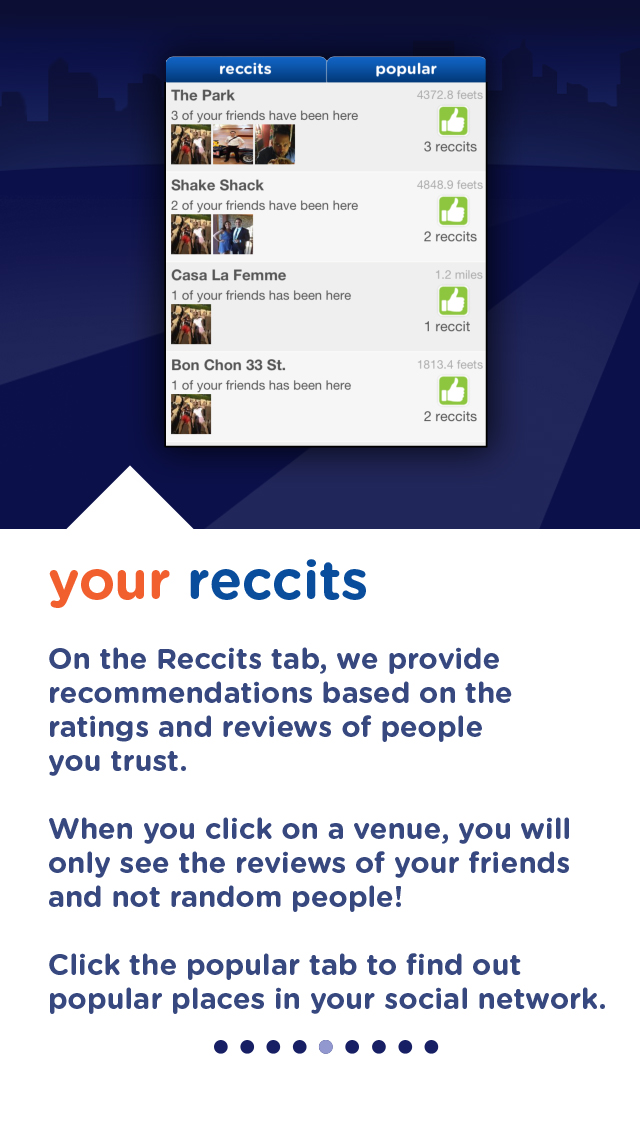 reccits
popular
The Park
4372.8 feets
3 of your friends have been here
3 reccits
Shake Shack
4848.9 feets
2 of your friends have been here
2 reccits
Casa La Femme
1.2 miles
1 of your friends has been here
1 reccit
Bon Chon 33 St.
1813.4 feets
1 of your friends has been here
2 reccits
your reccits
On the Reccits tab, we provide
recommendations based on the
ratings and reviews of people
you trust.
When you click on a venue, you will
only see the reviews of your friends
and not random people!
Click the popular tab to find out
popular places in your social network.